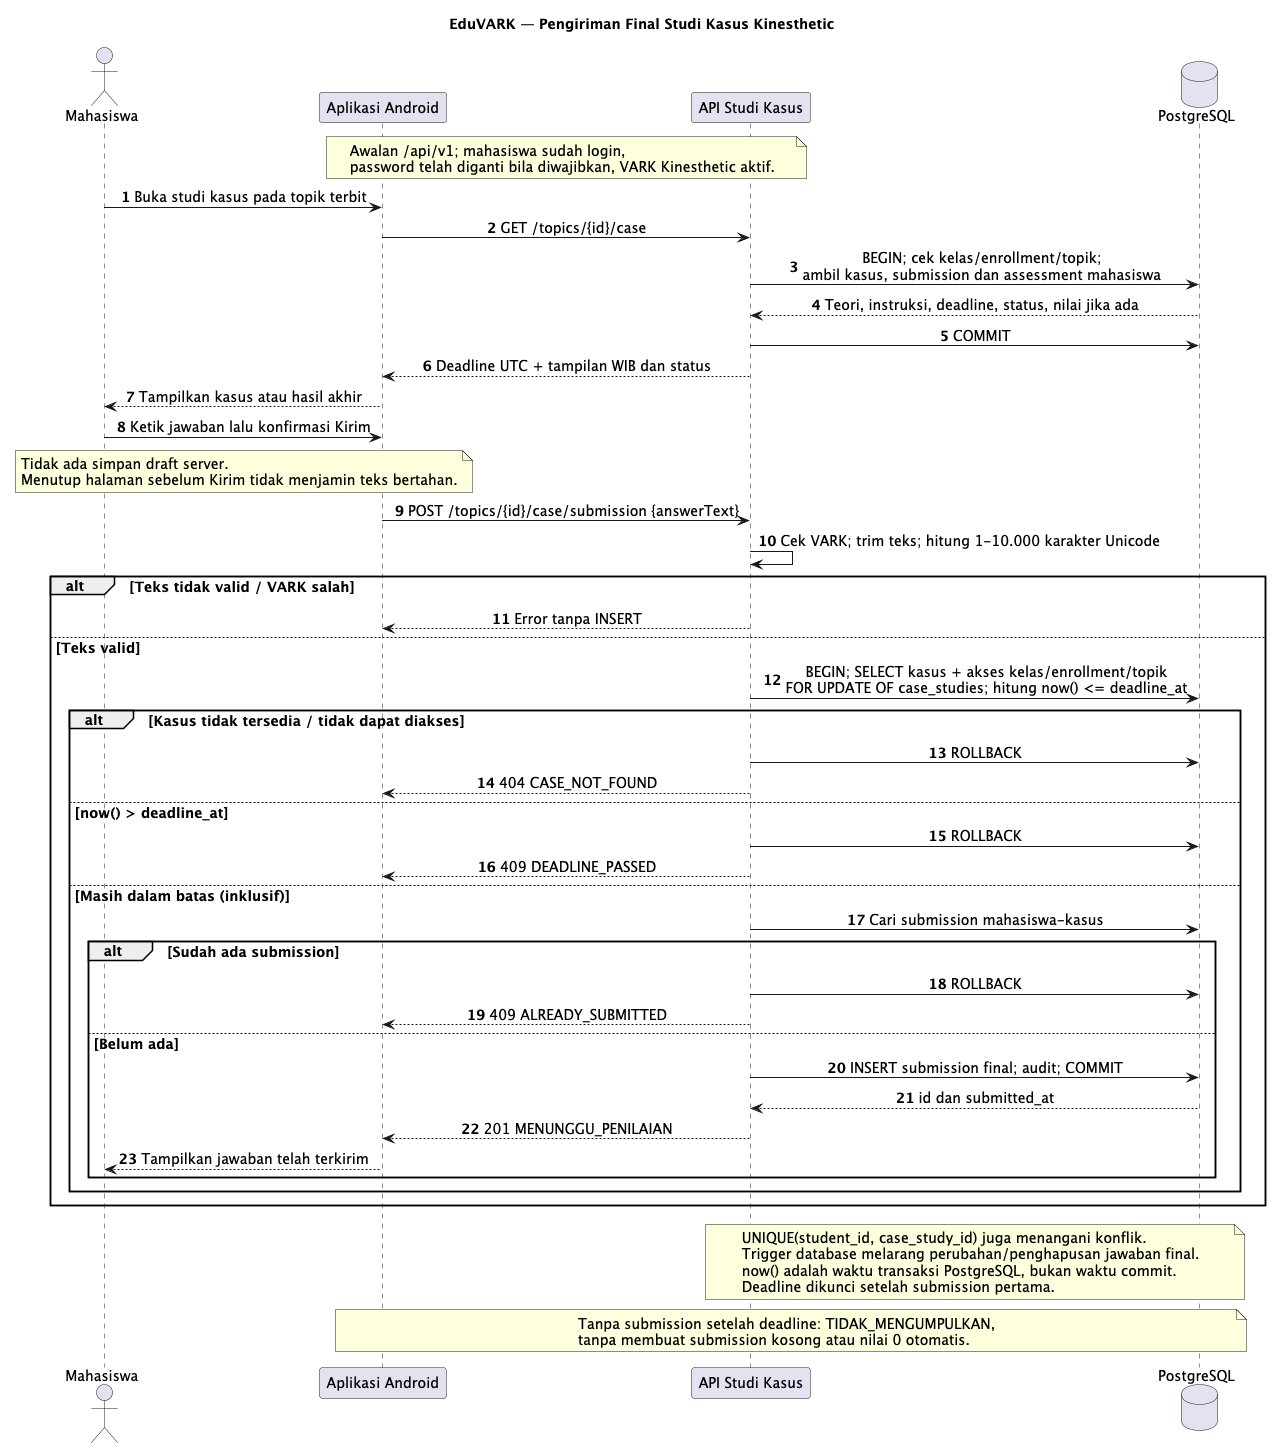 EduVARK — Pengiriman Final Studi Kasus Kinesthetic
Mahasiswa
Aplikasi Android
API Studi Kasus
PostgreSQL
Awalan /api/v1; mahasiswa sudah login,
password telah diganti bila diwajibkan, VARK Kinesthetic aktif.
1 Buka studi kasus pada topik terbit
2 GET /topics/{id}/case
3 BEGIN; cek kelas/enrollment/topik;
ambil kasus, submission dan assessment mahasiswa
4 Teori, instruksi, deadline, status, nilai jika ada
5 COMMIT
6 Deadline UTC + tampilan WIB dan status
7 Tampilkan kasus atau hasil akhir
8 Ketik jawaban lalu konfirmasi Kirim
Tidak ada simpan draft server.
Menutup halaman sebelum Kirim tidak menjamin teks bertahan.
9 POST /topics/{id}/case/submission {answerText}
10 Cek VARK; trim teks; hitung 1–10.000 karakter Unicode
alt [Teks tidak valid / VARK salah]
11 Error tanpa INSERT
[Teks valid]
12 BEGIN; SELECT kasus + akses kelas/enrollment/topik
FOR UPDATE OF case_studies; hitung now() <= deadline_at
alt [Kasus tidak tersedia / tidak dapat diakses]
13 ROLLBACK
14 404 CASE_NOT_FOUND
[now() > deadline_at]
15 ROLLBACK
16 409 DEADLINE_PASSED
[Masih dalam batas (inklusif)]
17 Cari submission mahasiswa-kasus
alt [Sudah ada submission]
18 ROLLBACK
19 409 ALREADY_SUBMITTED
[Belum ada]
20 INSERT submission final; audit; COMMIT
21 id dan submitted_at
22 201 MENUNGGU_PENILAIAN
23 Tampilkan jawaban telah terkirim
UNIQUE(student_id, case_study_id) juga menangani konflik.
Trigger database melarang perubahan/penghapusan jawaban final.
now() adalah waktu transaksi PostgreSQL, bukan waktu commit.
Deadline dikunci setelah submission pertama.
Tanpa submission setelah deadline: TIDAK_MENGUMPULKAN,
tanpa membuat submission kosong atau nilai 0 otomatis.
Mahasiswa
Aplikasi Android
API Studi Kasus
PostgreSQL